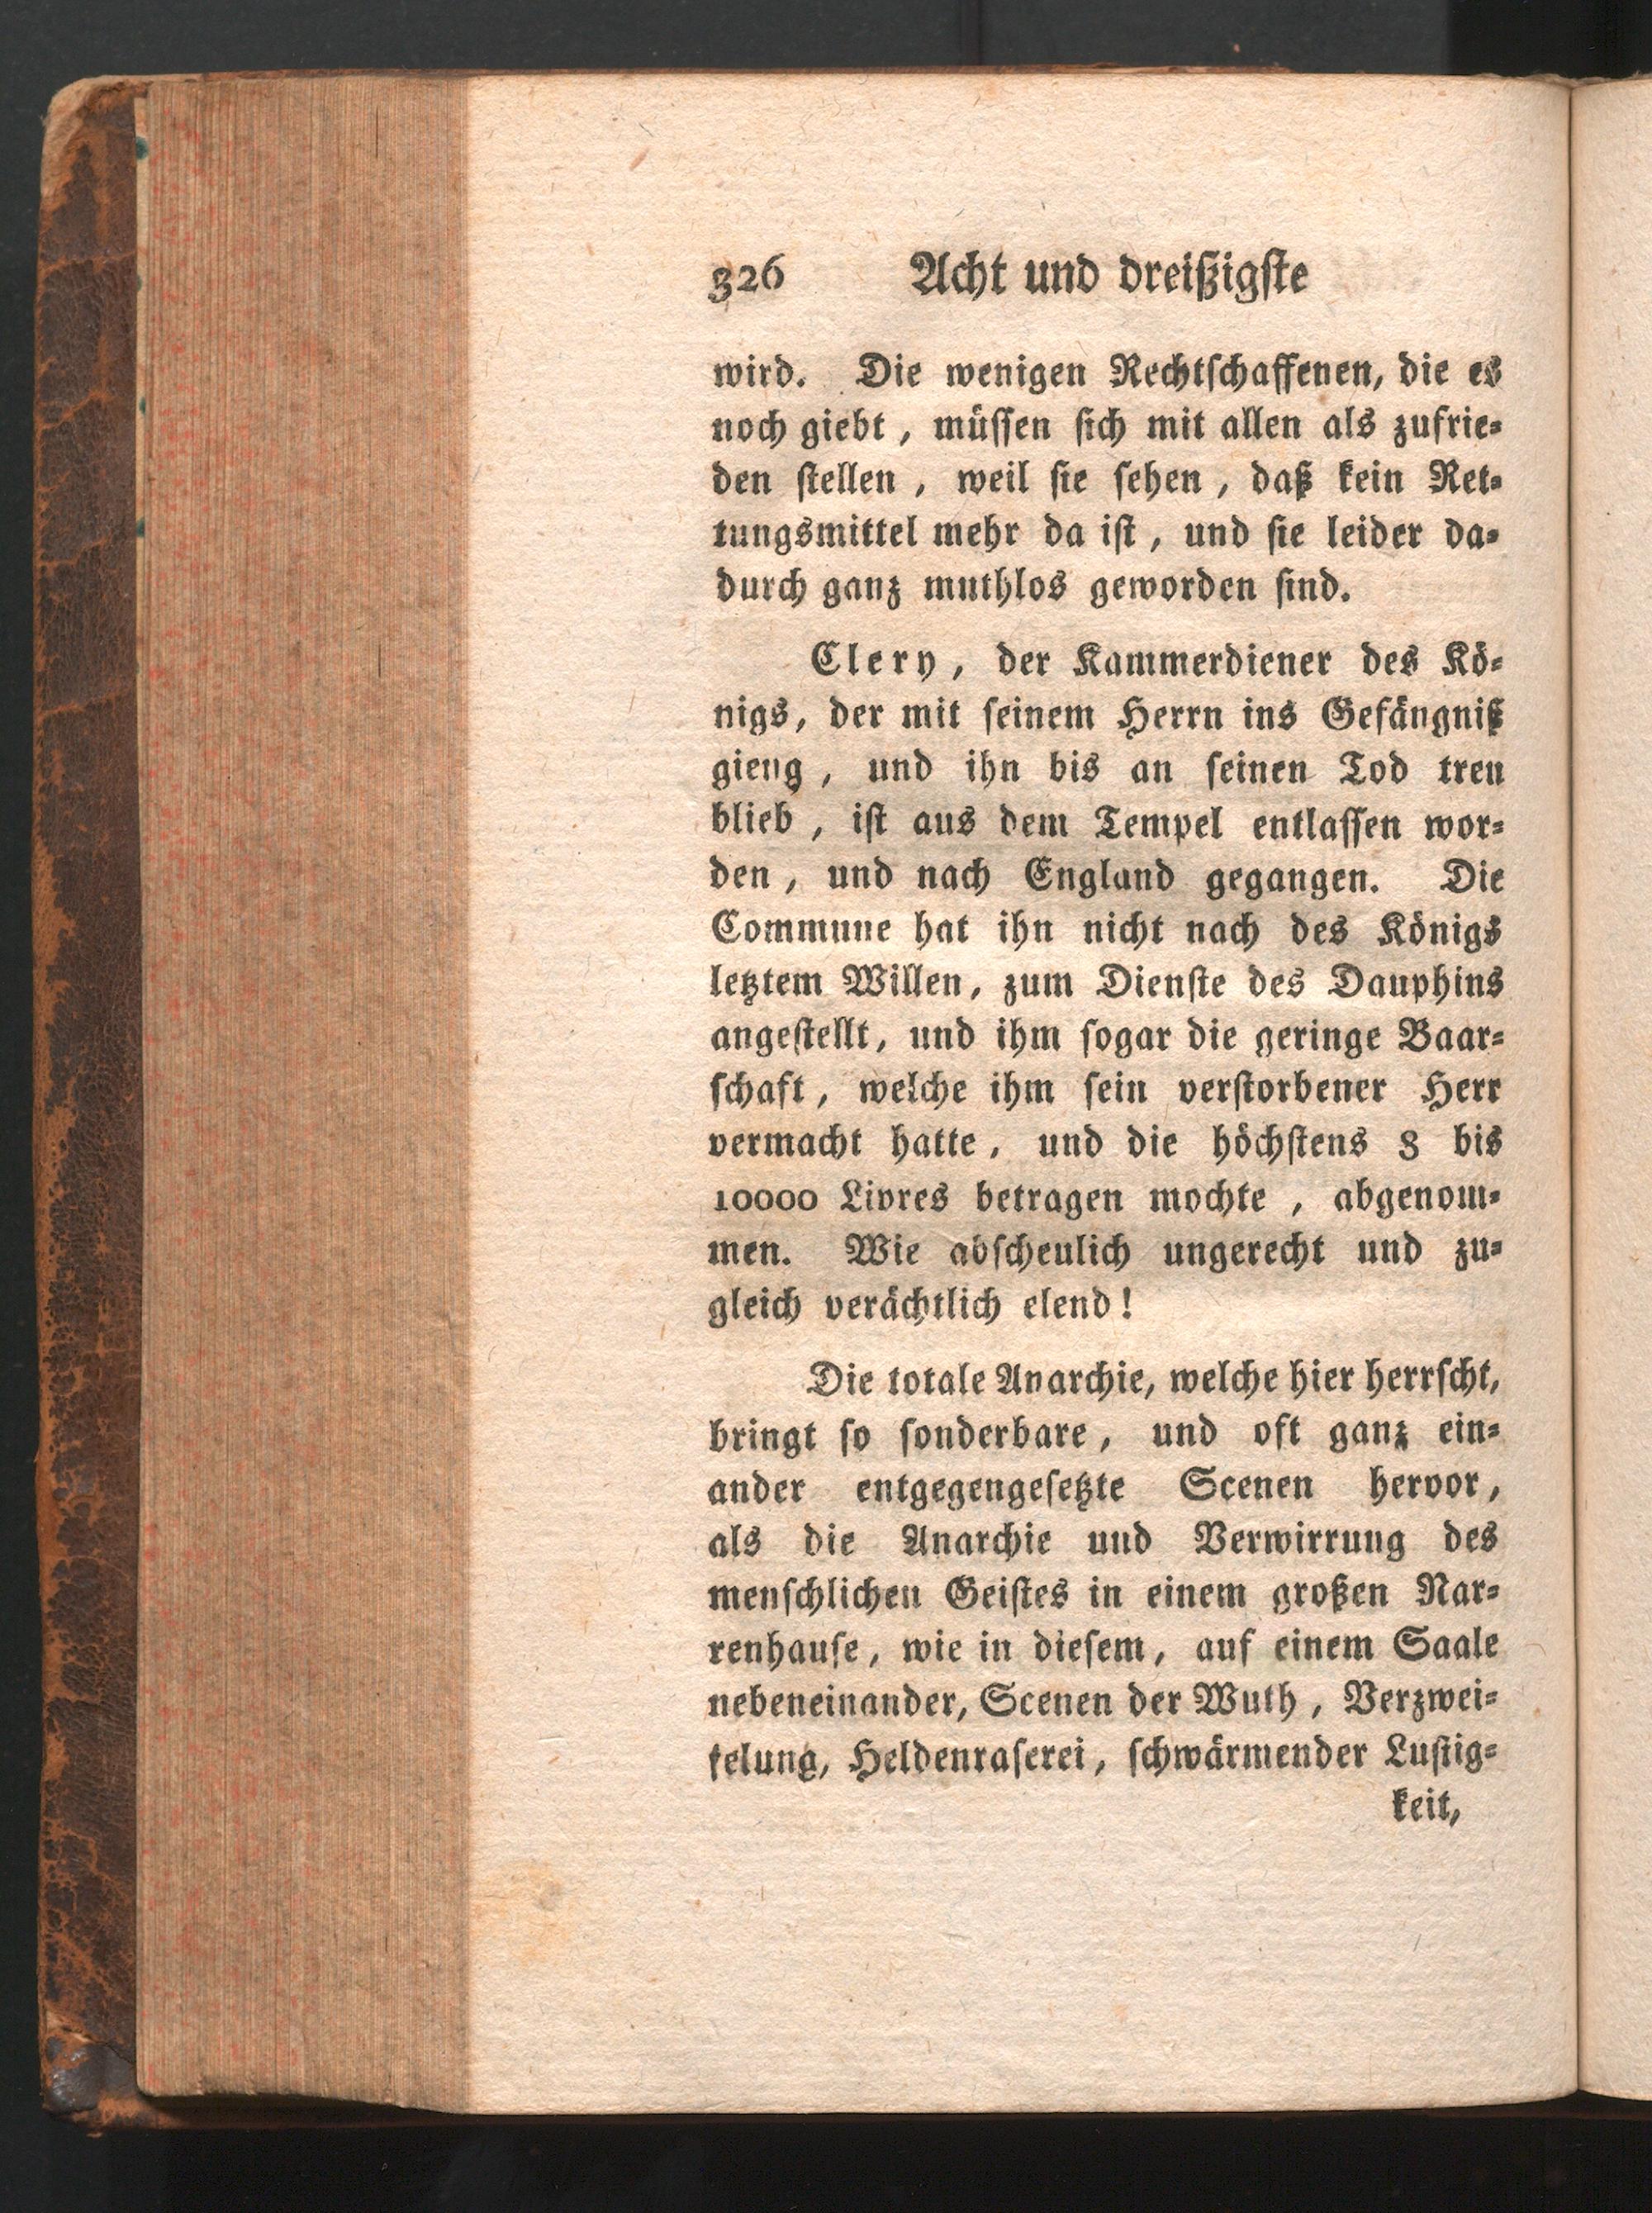 326 Acht und dreißigſte
wird. Die wenigen Rechtſchaffenen, die es
noch giebt, müſſen ſich mit allen als zufrie-
den ſtellen, weil ſie ſehen, daß kein Ret-
tungsmittel mehr da iſt, und ſie leider da-
durch ganz muthlos geworden ſind.
Clery, der Kammerdiener des Kö-
nigs, der mit ſeinem Herrn ins Gefängniß
gieng, und ihn bis an ſeinen Tod treu
blieb, iſt aus dem Tempel entlaſſen wor-
den, und nach England gegangen. Die
Commune hat ihn nicht nach des Königs
letztem Willen, zum Dienſte des Dauphins
angeſtellt, und ihm ſogar die geringe Baar-
ſchaft, welche ihm ſein verſtorbener Herr
vermacht hatte, und die höchſtens 8 bis
10000 Livres betragen mochte, abgenom-
men. Wie abſcheulich ungerecht und zu-
gleich verächtlich elend!
Die totale Anarchie, welche hier herrſcht,
bringt ſo ſonderbare, und oft ganz ein-
ander entgegengeſetzte Scenen hervor,
als die Anarchie und Verwirrung des
menſchlichen Geiſtes in einem großen Nar-
renhauſe, wie in dieſem, auf einem Saale
nebeneinander, Scenen der Wuth, Verzwei-
felung, Heldenraſerei, ſchwärmender Luſtig-
keit,